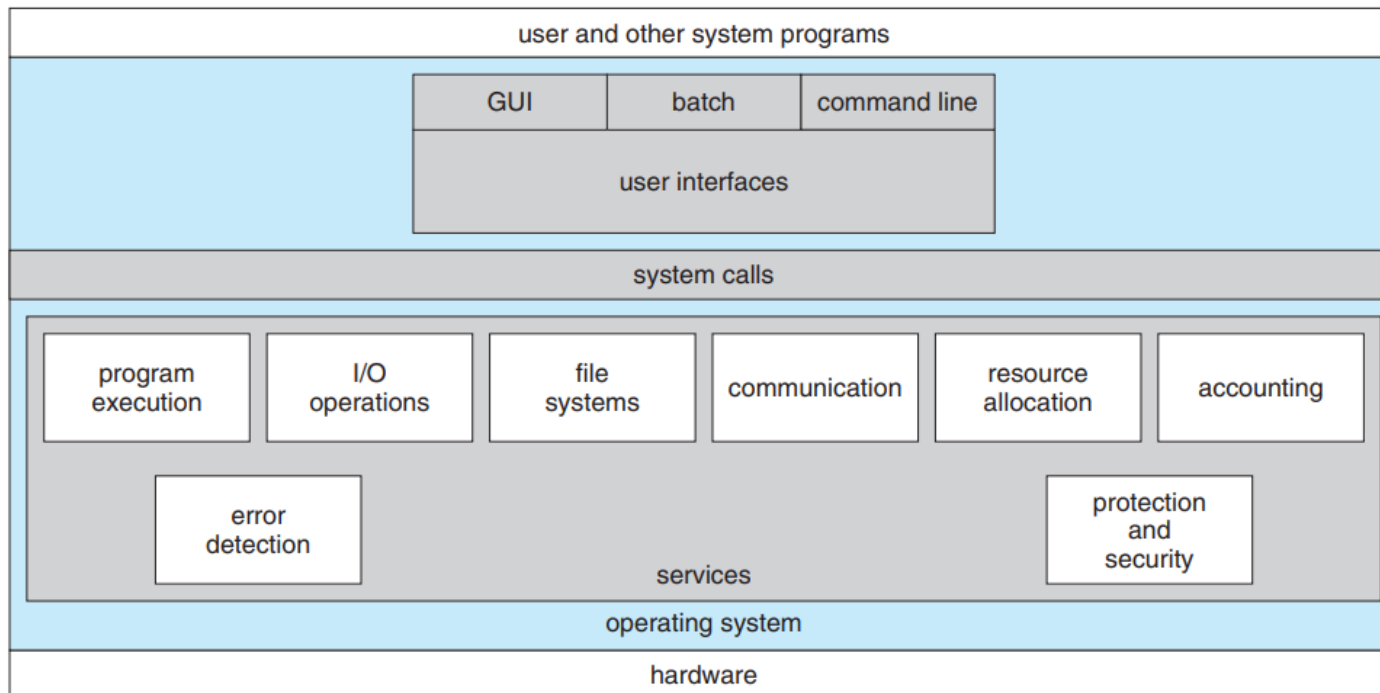 user and other system programs
GUI
batch
command line
user interfaces
system calls
program
execution
I/O
operations
file
systems
communication
resource
allocation
accounting
error
detection
protection
and
security
services
operating system
hardware